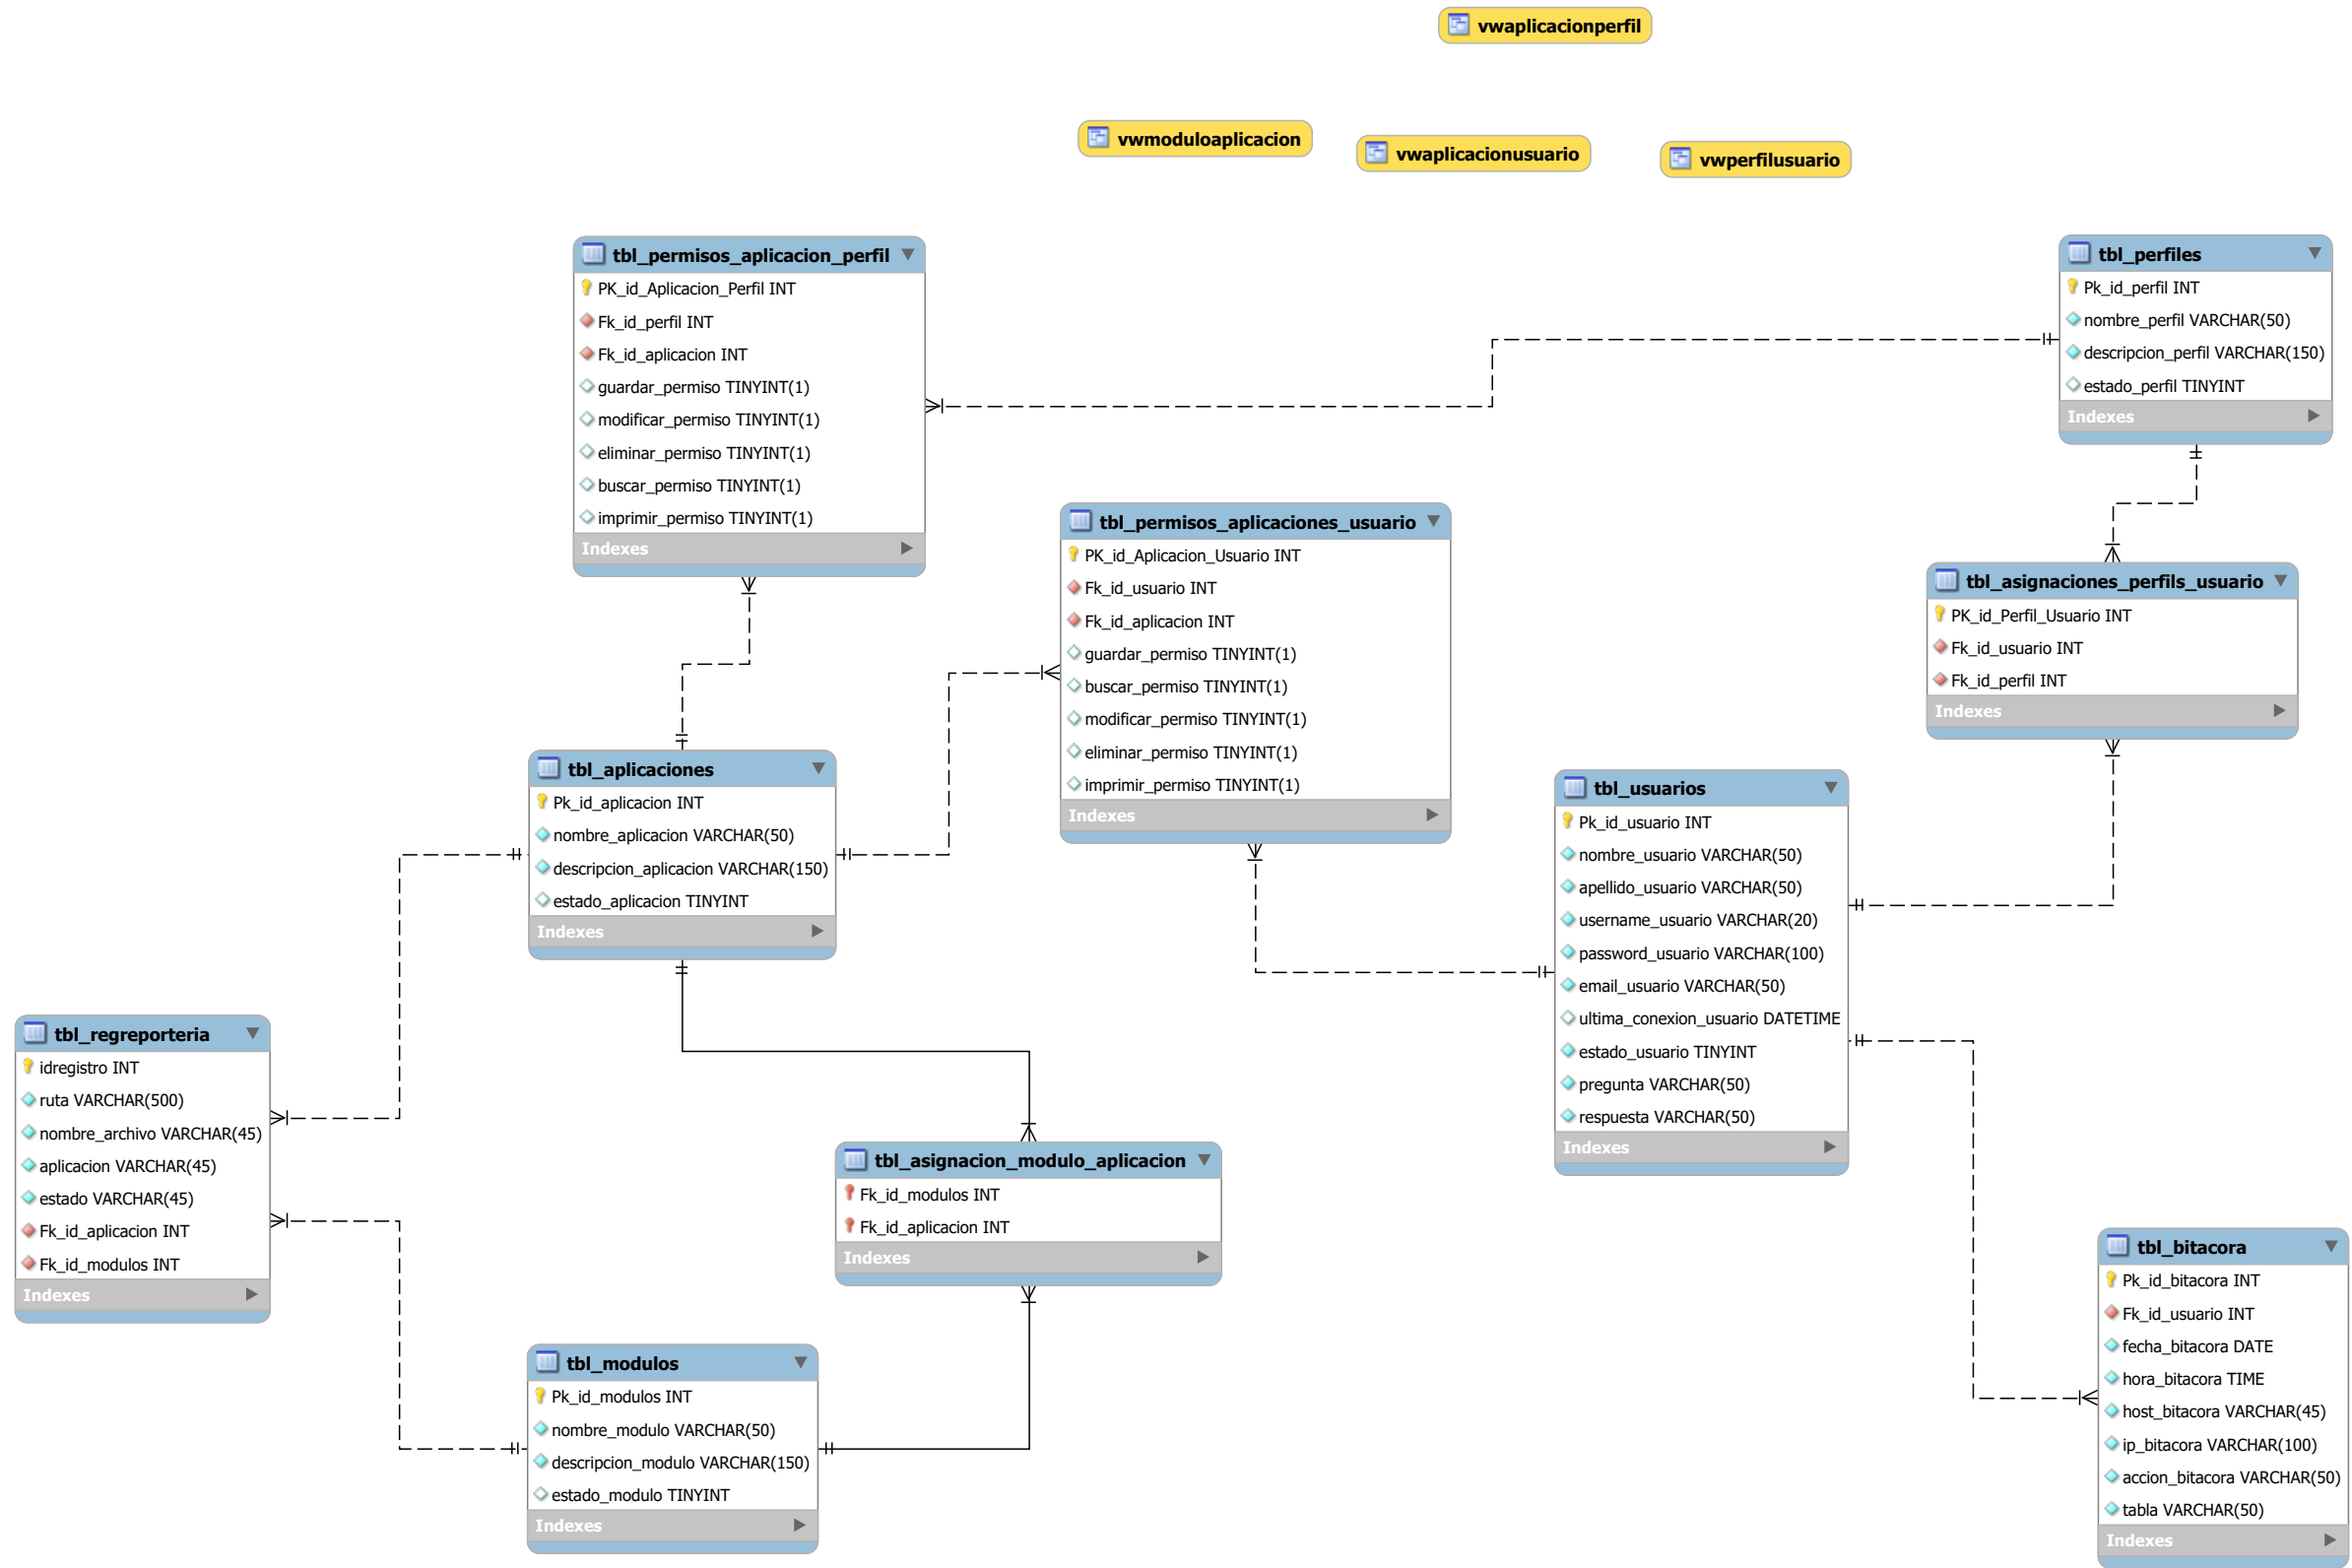 vwaplicacionperfil
vwmoduloaplicacion
vwaplicacionusuario
vwperfilusuario
tbl_permisos_aplicacion_perfil
PK_id_Aplicacion_Perfil INT
Fk_id_perfil INT
Fk_id_aplicacion INT
guardar_permiso TINYINT(1)
modificar_permiso TINYINT(1)
eliminar_permiso TINYINT(1)
buscar_permiso TINYINT(1)
imprimir_permiso TINYINT(1)
Indexes
tbl_perfiles
Pk_id_perfil INT
nombre_perfil VARCHAR(50)
descripcion_perfil VARCHAR(150)
estado_perfil TINYINT
Indexes
tbl_permisos_aplicaciones_usuario
PK_id_Aplicacion_Usuario INT
Fk_id_usuario INT
Fk_id_aplicacion INT
guardar_permiso TINYINT(1)
buscar_permiso TINYINT(1)
modificar_permiso TINYINT(1)
eliminar_permiso TINYINT(1)
imprimir_permiso TINYINT(1)
Indexes
tbl_asignaciones_perfils_usuario
PK_id_Perfil_Usuario INT
Fk_id_usuario INT
Fk_id_perfil INT
Indexes
tbl_aplicaciones
Pk_id_aplicacion INT
nombre_aplicacion VARCHAR(50)
descripcion_aplicacion VARCHAR(150)
estado_aplicacion TINYINT
Indexes
tbl_usuarios
Pk_id_usuario INT
nombre_usuario VARCHAR(50)
apellido_usuario VARCHAR(50)
username_usuario VARCHAR(20)
password_usuario VARCHAR(100)
email_usuario VARCHAR(50)
ultima_conexion_usuario DATETIME
estado_usuario TINYINT
pregunta VARCHAR(50)
respuesta VARCHAR(50)
Indexes
tbl_regreporteria
idregistro INT
ruta VARCHAR(500)
nombre_archivo VARCHAR(45)
aplicacion VARCHAR(45)
estado VARCHAR(45)
Fk_id_aplicacion INT
Fk_id_modulos INT
Indexes
tbl_asignacion_modulo_aplicacion
Fk_id_modulos INT
Fk_id_aplicacion INT
Indexes
tbl_bitacora
Pk_id_bitacora INT
Fk_id_usuario INT
fecha_bitacora DATE
hora_bitacora TIME
host_bitacora VARCHAR(45)
ip_bitacora VARCHAR(100)
accion_bitacora VARCHAR(50)
tabla VARCHAR(50)
Indexes
tbl_modulos
Pk_id_modulos INT
nombre_modulo VARCHAR(50)
descripcion_modulo VARCHAR(150)
estado_modulo TINYINT
Indexes